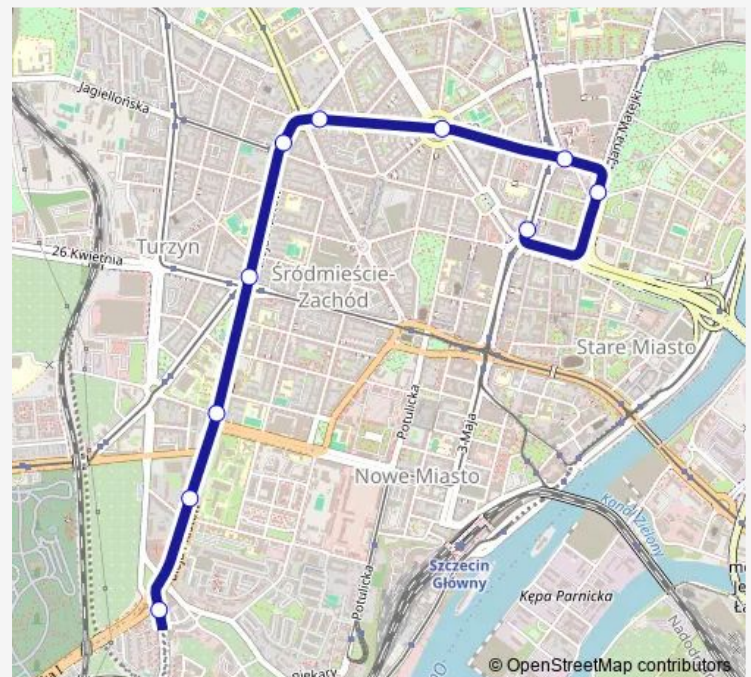 Jagiellońska
Jana Matejki
Turzyn
26 Kwietnia
Śródmieście-
Zachód
Stare Miasto
Potulicka
3 Maja
Nowe Miasto
Kanał Zielony
Szczecin
Główny
Kępa Parnicka
Potulicka
© OpenStreetMap contributors